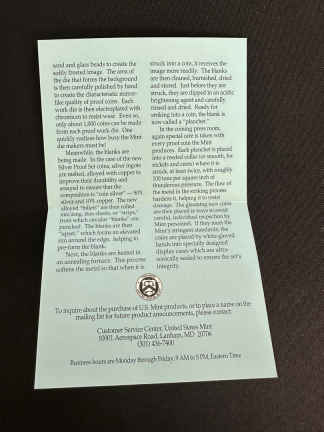 sand and glass beads to create the
softly frosted image. The area of
the die that forms the background
is then carefully polished by hand
to create the characteristic mirror-
like quality of proof coins. Each
work die is then electroplated with
chromium to resist wear. Even so,
only about 1,000 coins can be made
from each proof work die. One
quickly realizes how busy the Mint
die makers must be!
Meanwhile, the blanks are
being made. In the case of the new
Silver Proof Set coins, silver ingots
are melted, alloyed with copper to
improve their durability and
assayed to ensure that the
composition is "coin silver" — 90%
silver and 10% copper. The new
alloyed "billets" are then rolled
into long, thin sheets, or "strips,"
from which circular "blanks" are
punched. The blanks are then
"upset," which forms an elevated
rim around the edge, helping to
pre-form the blank.
Next, the blanks are heated in
an annealing furnace. This process
softens the metal so that when it is
struck into a coin, it receives the
image more readily. The blanks
are then cleaned, burnished, dried
and stored. Just before they are
struck, they are dipped in an acidic
brightening agent and carefully
rinsed and dried. Ready for
striking into a coin, the blank is
now called a "planchet."
In the coining press room,
again special care is taken with
every proof coin the Mint
produces. Each planchet is placed
into a reeded collar (or smooth, for
nickels and cents) where it is
struck, at least twice, with roughly
100 tons per square inch of
thunderous pressure. The flow of
the metal in the striking process
hardens it, helping it to resist
damage. The gleaming new coins
are then placed in trays to await
careful, individual inspection by
Mint personnel. If they meet the
Mint's stringent standards, the
coins are placed by white-gloved
hands into specially designed
display cases which are ultra-
sonically sealed to ensure the set's
integrity.
To inquire about the purchase of U.S. Mint products, or to place a name on the
mailing list for future product announcements, please contact:
Customer Service Center, United States Mint
10001 Aerospace Road, Lanham, MD 20706
(301) 436-7400
Business hours are Monday through Friday, 9 AM to 5 PM, Eastern Time